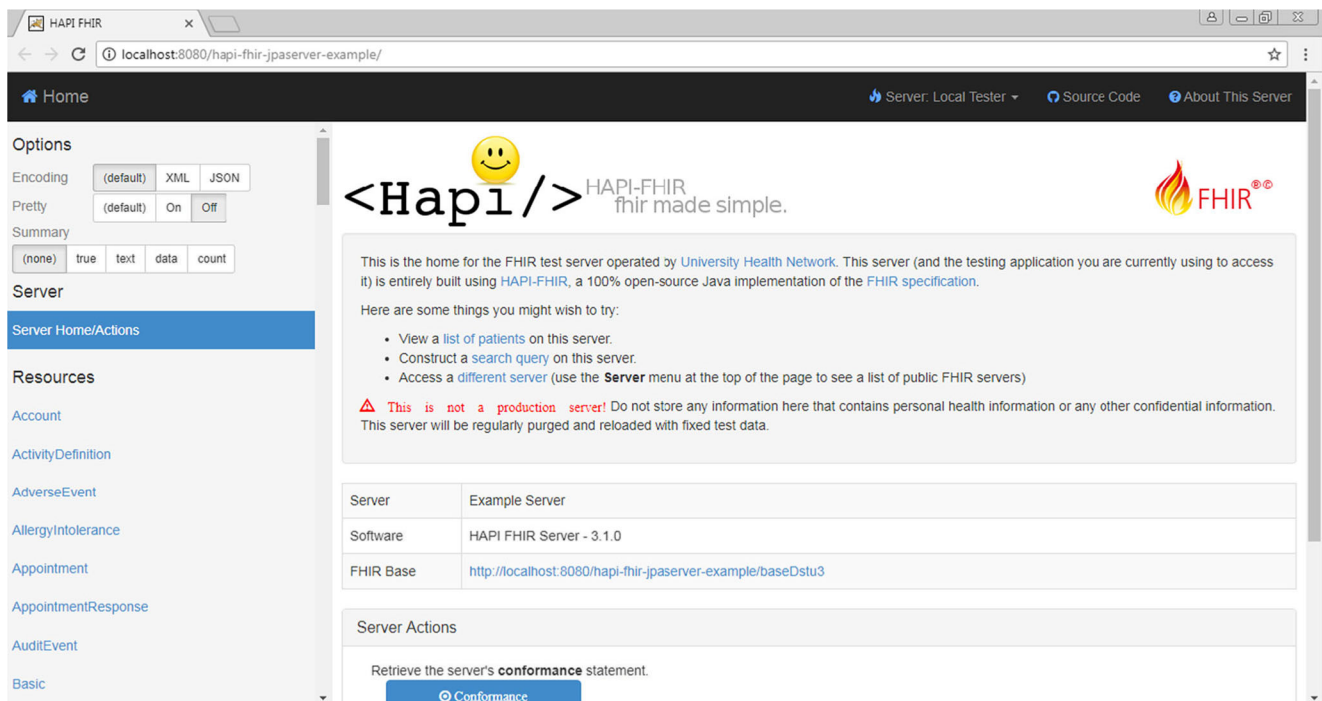 HAPI FHIR
localhost:8080/hapi-fhir-jpaserver-example/
Home
Server: Local Tester
Source Code
About This Server
Options
Encoding (default) XML JSON
Pretty (default) On Off
Summary
(none) true text data count
Server
Server Home/Actions
Resources
Account
ActivityDefinition
AdverseEvent
AllergyIntolerance
Appointment
AppointmentResponse
AuditEvent
Basic
<Hapi/> HAPI-FHIR
fhir made simple.
FHIR®©
This is the home for the FHIR test server operated by University Health Network. This server (and the testing application you are currently using to access
it) is entirely built using HAPI-FHIR, a 100% open-source Java implementation of the FHIR specification.
Here are some things you might wish to try:
• View a list of patients on this server.
• Construct a search query on this server.
• Access a different server (use the Server menu at the top of the page to see a list of public FHIR servers)
This is not a production server! Do not store any information here that contains personal health information or any other confidential information.
This server will be regularly purged and reloaded with fixed test data.
Server Example Server
Software HAPI FHIR Server - 3.1.0
FHIR Base http://localhost:8080/hapi-fhir-jpaserver-example/baseDstu3
Server Actions
Retrieve the server's conformance statement.
Conformance